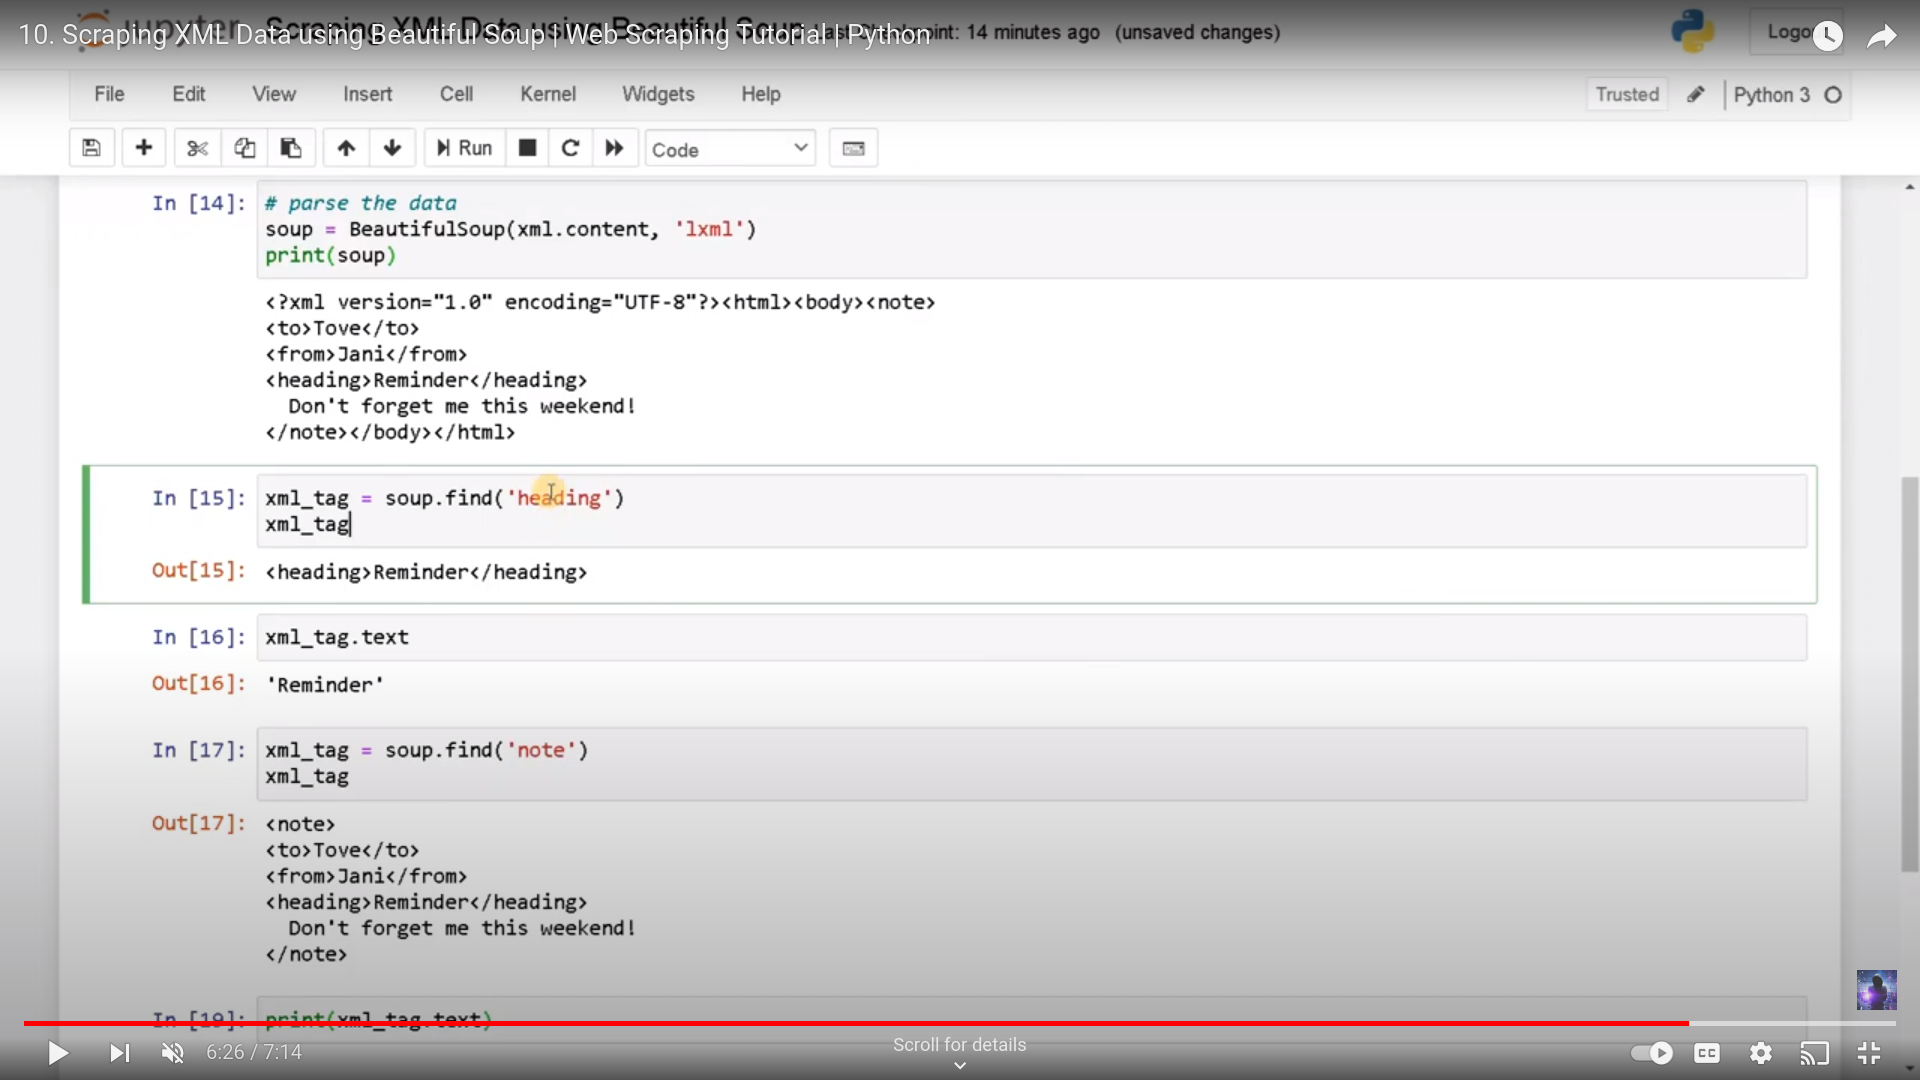 10. Scraping XML Data using Beautiful Soup | Web Scraping Tutorial | Python
14 minutes ago (unsaved changes)
File Edit View Insert Cell Kernel Widgets Help
Trusted Python 3
Run Code
In [14]: # parse the data
soup = BeautifulSoup(xml.content, 'lxml')
print(soup)
<?xml version="1.0" encoding="UTF-8"?><html><body><note>
<to>Tove</to>
<from>Jani</from>
<heading>Reminder</heading>
Don't forget me this weekend!
</note></body></html>
In [15]: xml_tag = soup.find('heading')
xml_tag
Out[15]: <heading>Reminder</heading>
In [16]: xml_tag.text
Out[16]: 'Reminder'
In [17]: xml_tag = soup.find('note')
xml_tag
Out[17]: <note>
<to>Tove</to>
<from>Jani</from>
<heading>Reminder</heading>
Don't forget me this weekend!
</note>
In [19]: print(xml_tag.text)
6:26 / 7:14
Scroll for details
CC